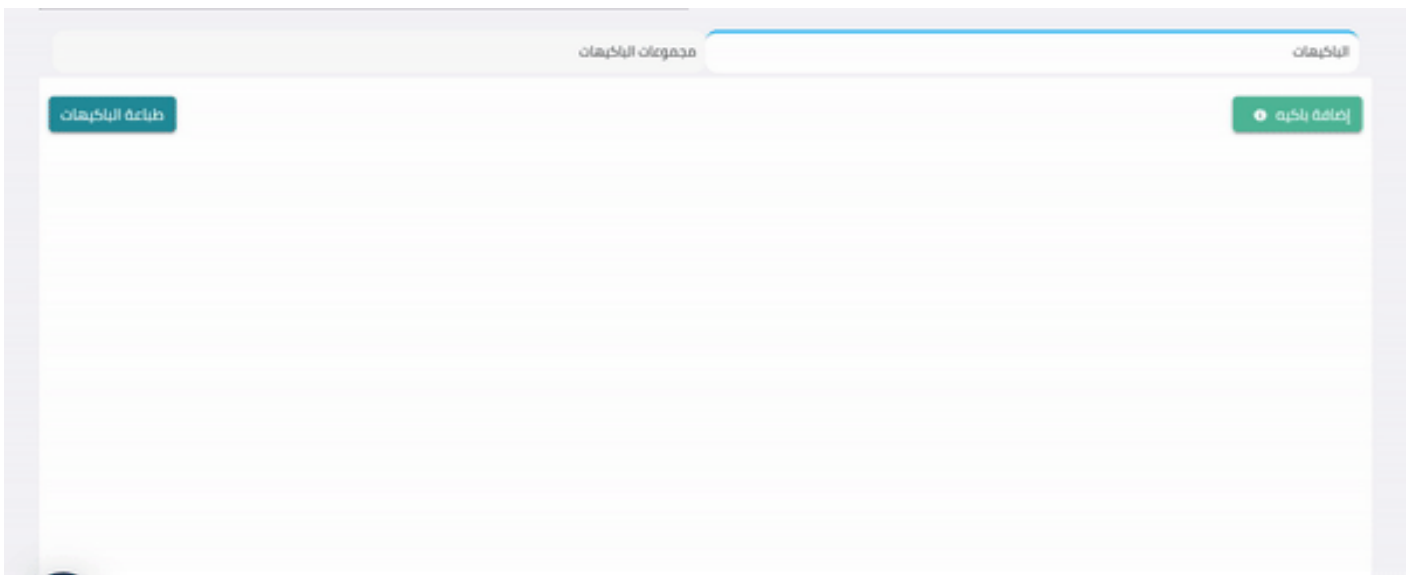 الباكيهات
مجموعات الباكيهات
إضافة باكيه
طباعة الباكيهات